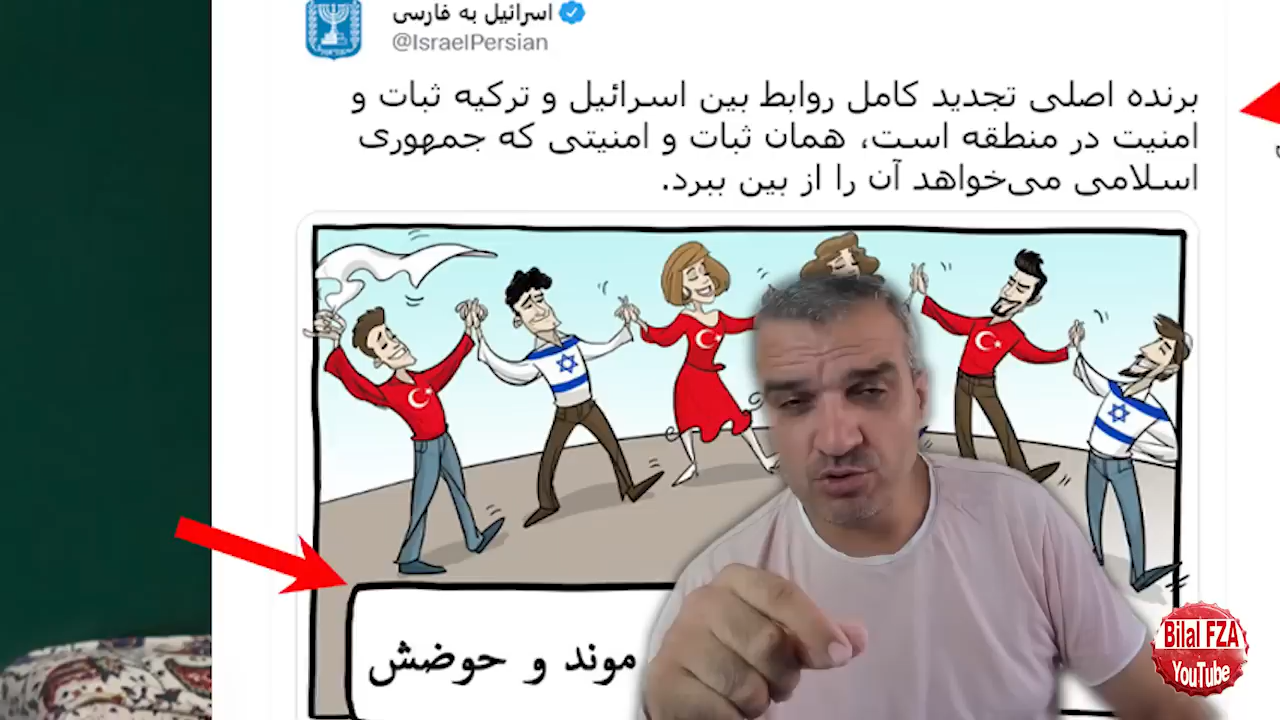 اسرائیل به فارسی
@IsraelPersian
برنده اصلی تجدید کامل روابط بین اسرائیل و ترکیه ثبات و
امنیت در منطقه است، همان ثبات و امنیتی که جمهوری
اسلامی می‌خواهد آن را از بین ببرد.
موند و حوضش
Bilal FZA
YouTube